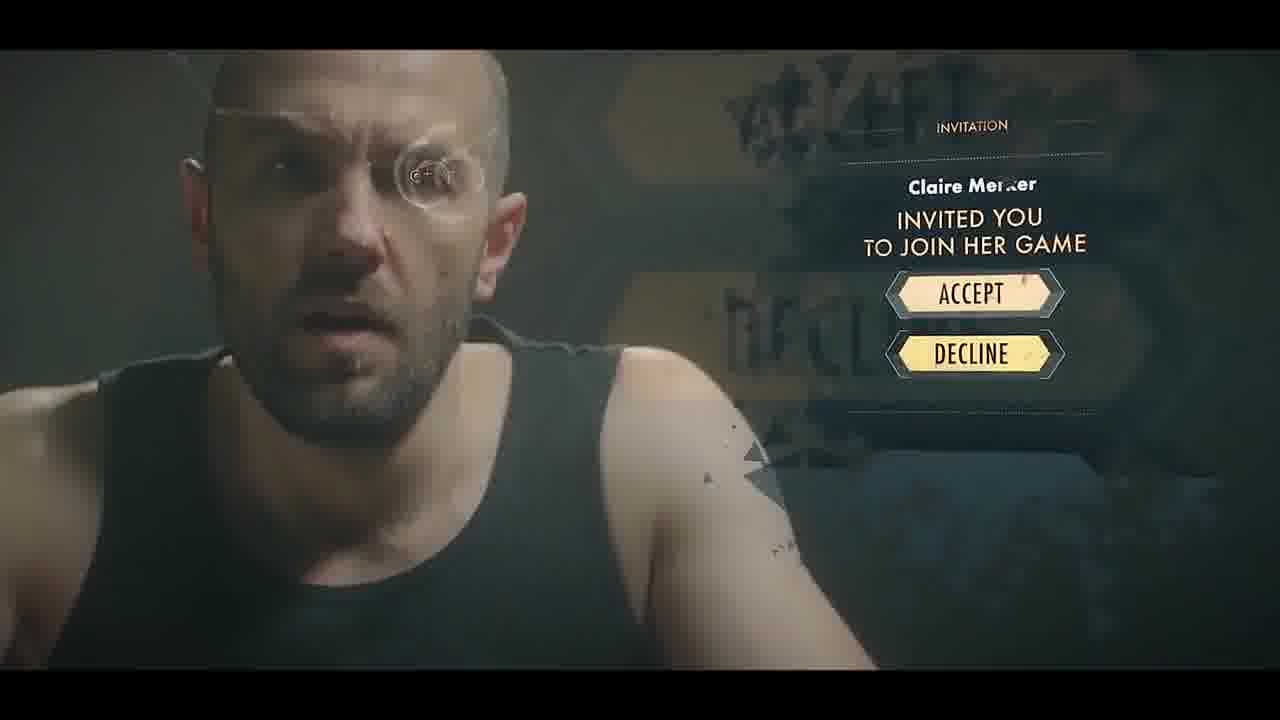 INVITATION
Claire Merker
INVITED YOU
TO JOIN HER GAME
ACCEPT
DECLINE